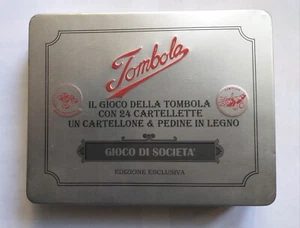 Tombola
IL GIOCO DELLA TOMBOLA
CON 24 CARTELLETTE
UN CARTELLONE & PEDINE IN LEGNO
GIOCO DI SOCIETA'
EDIZIONE ESCLUSIVA